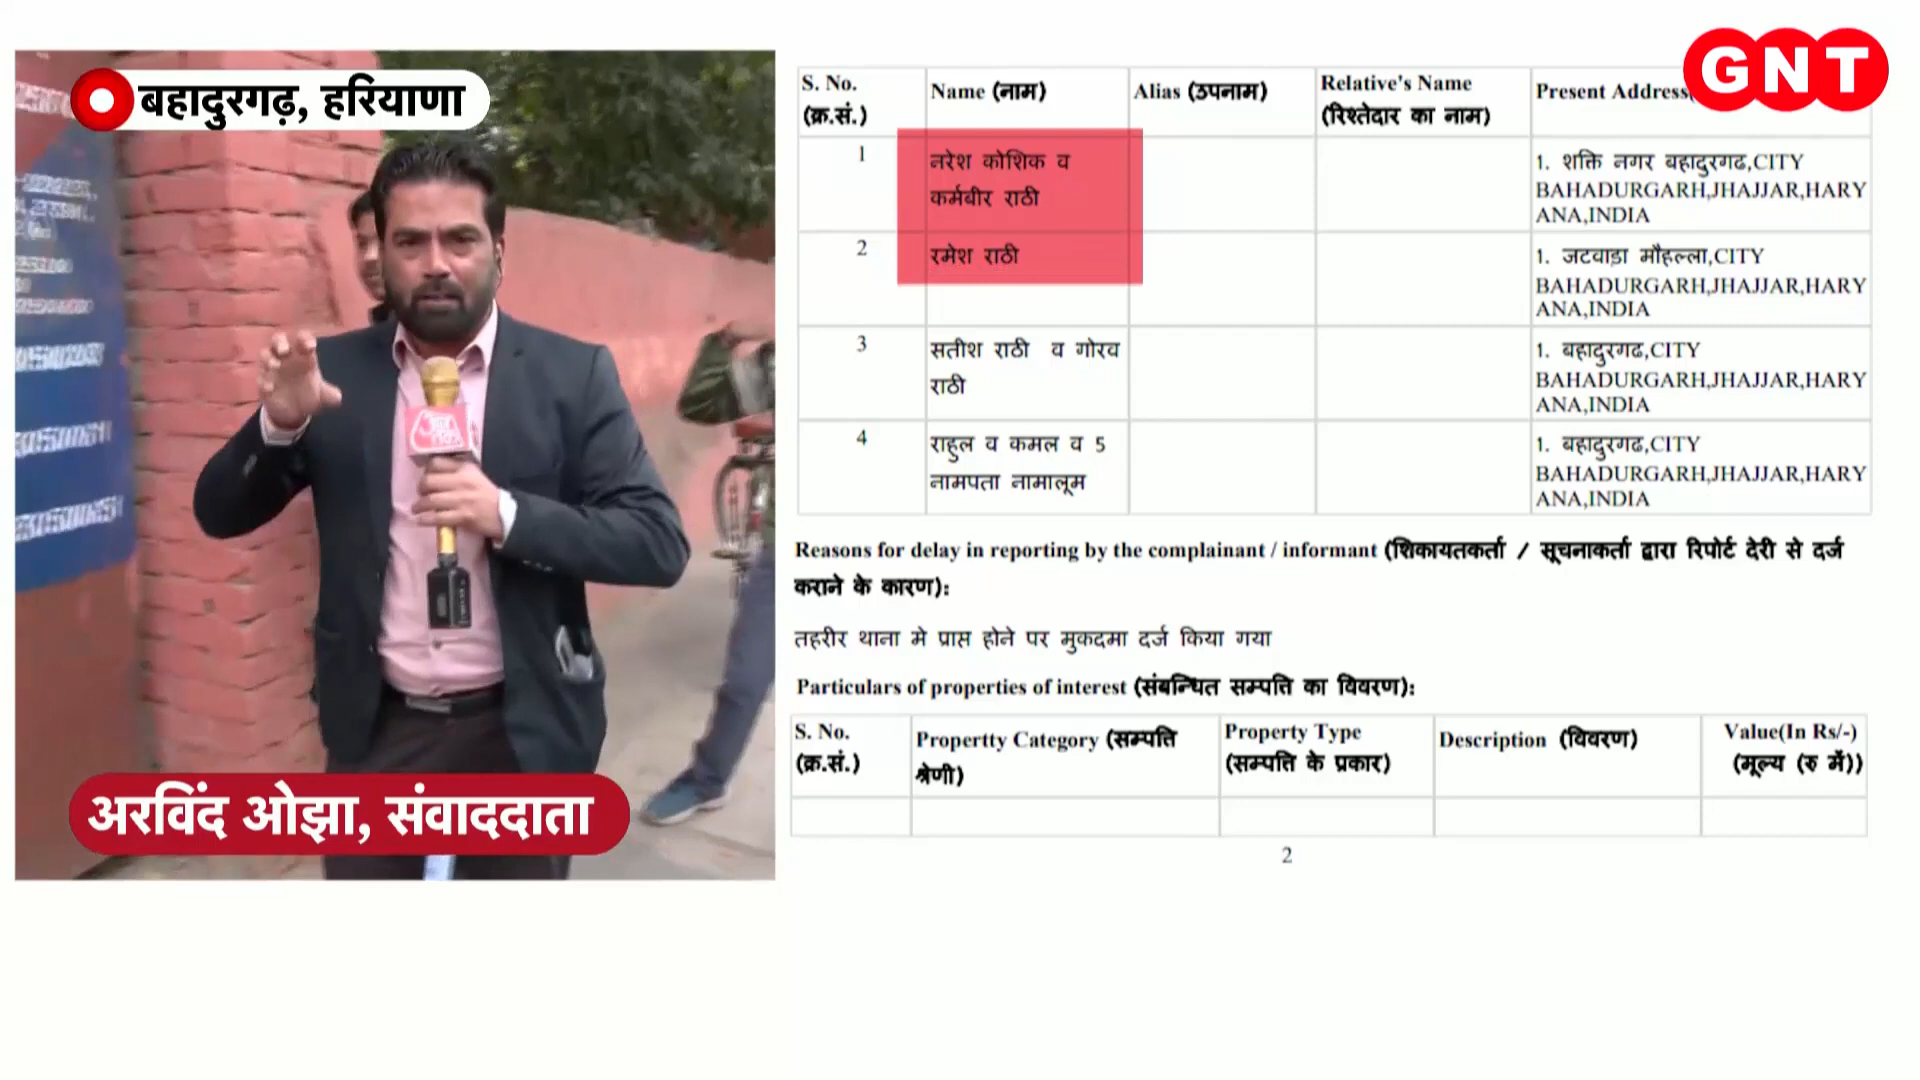 बहादुरगढ़, हरियाणा
आज तक
अरविंद ओझा, संवाददाता
GNT
S. No. (क्र.सं.)
Name (नाम)
Alias (उपनाम)
Relative's Name (रिश्तेदार का नाम)
Present Address
1
नरेश कोशिक व
कर्मबीर राठी
1. शक्ति नगर बहादुरगढ,CITY
BAHADURGARH,JHAJJAR,HARY
ANA,INDIA
2
रमेश राठी
1. जटवाडा मौहल्ला,CITY
BAHADURGARH,JHAJJAR,HARY
ANA,INDIA
3
सतीश राठी व गोरव
राठी
1. बहादुरगढ,CITY
BAHADURGARH,JHAJJAR,HARY
ANA,INDIA
4
राहुल व कमल व 5
नामपता नामालूम
1. बहादुरगढ,CITY
BAHADURGARH,JHAJJAR,HARY
ANA,INDIA
Reasons for delay in reporting by the complainant / informant (शिकायतकर्ता / सूचनाकर्ता द्वारा रिपोर्ट देरी से दर्ज
कराने के कारण):
तहरीर थाना मे प्राप्त होने पर मुकदमा दर्ज किया गया
Particulars of properties of interest (संबन्धित सम्पत्ति का विवरण):
S. No.
(क्र.सं.)
Propertty Category (सम्पत्ति
श्रेणी)
Property Type
(सम्पत्ति के प्रकार)
Description (विवरण)
Value(In Rs/-)
(मूल्य (रु में))
2